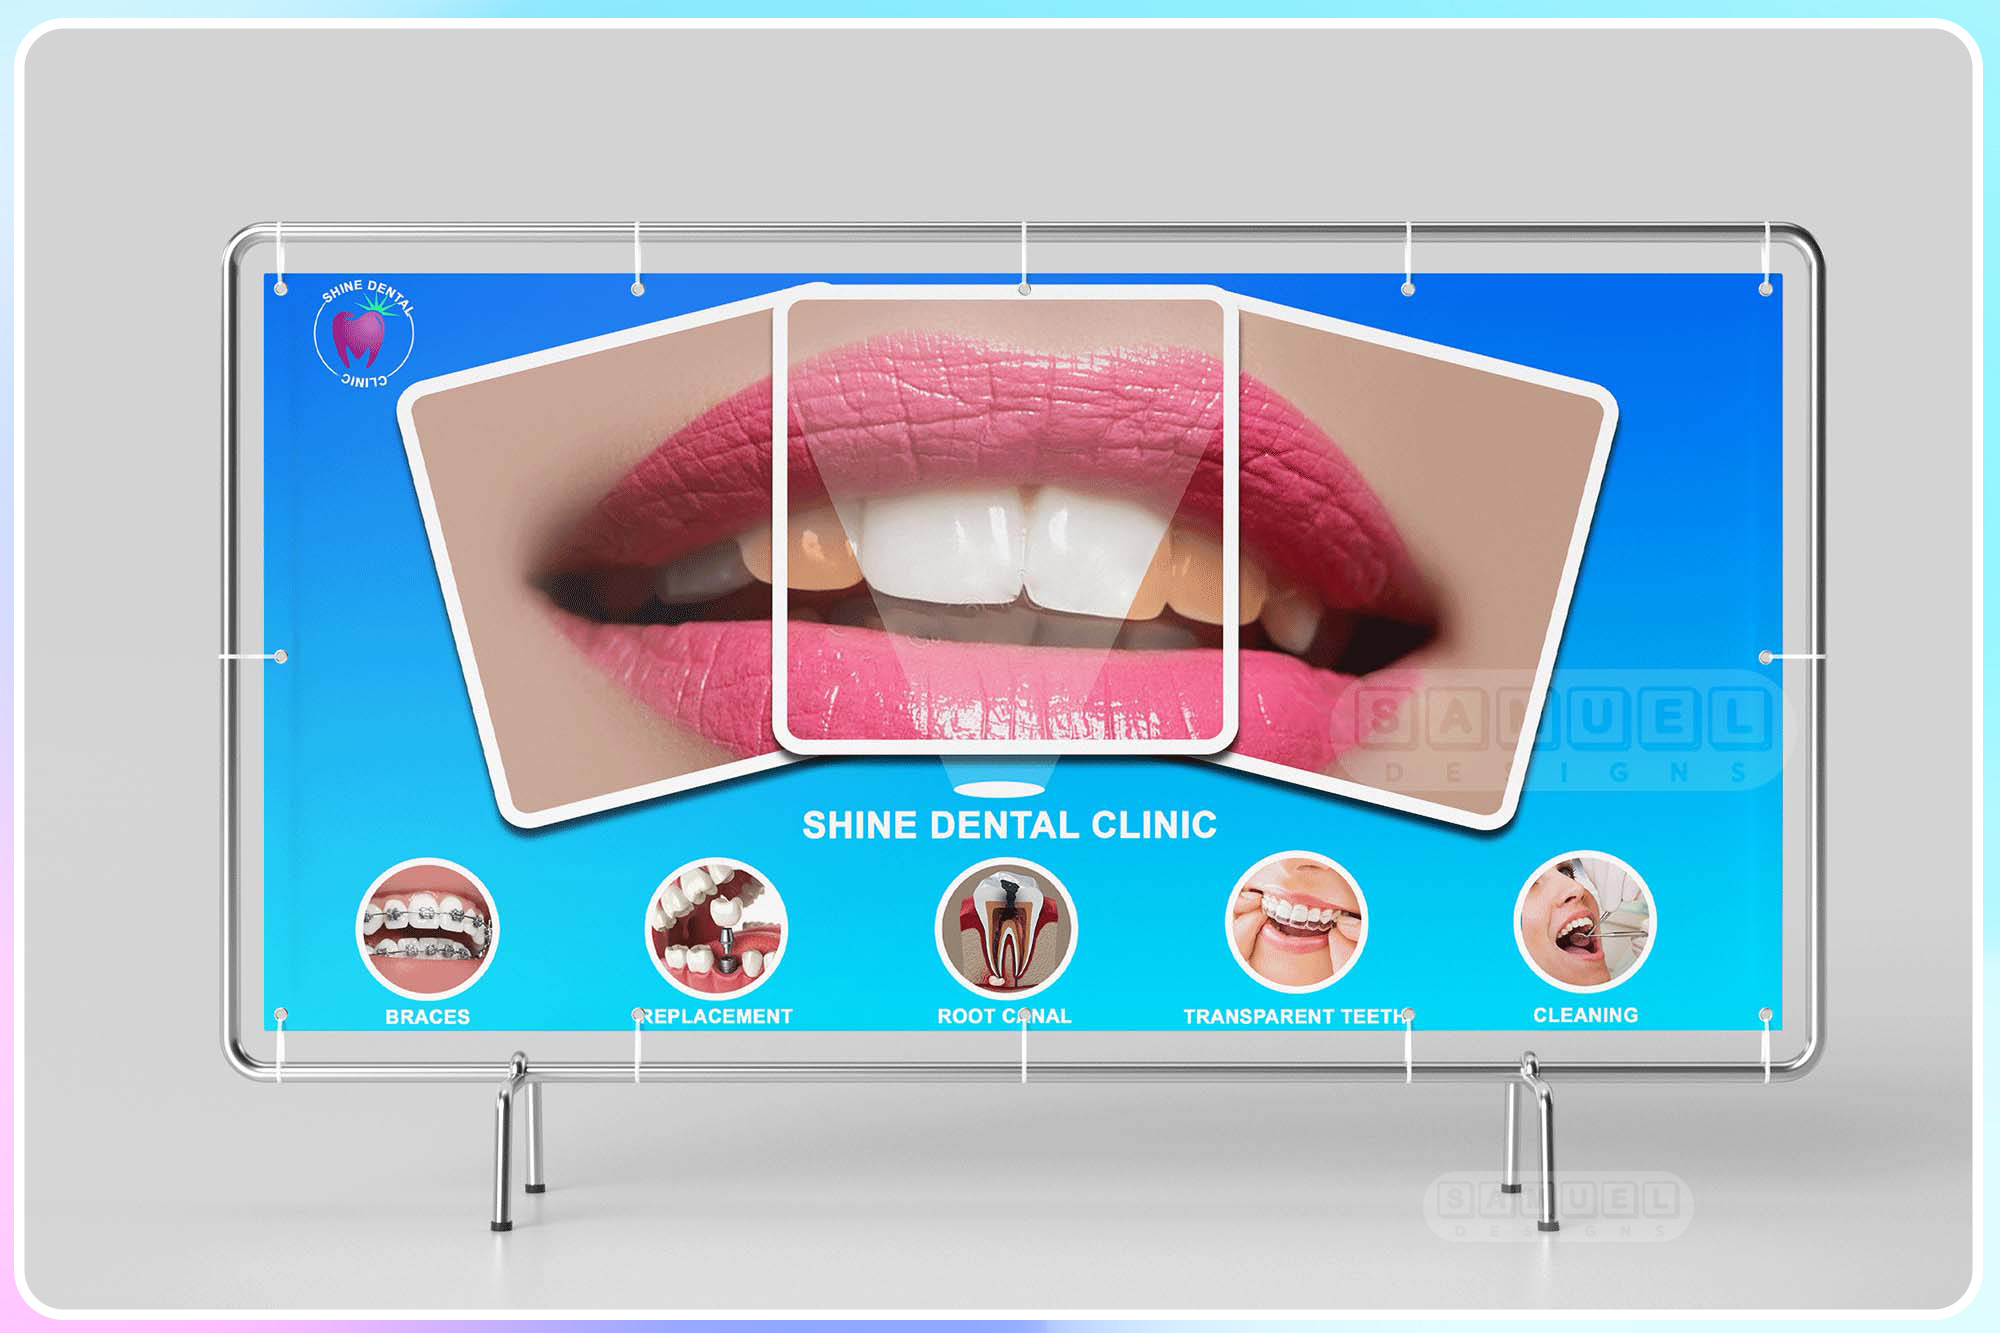 SHINE DENTAL
CLINIC
SAMUEL
DESIGNS
SHINE DENTAL CLINIC
BRACES
REPLACEMENT
ROOT CANAL
TRANSPARENT TEETH
CLEANING
SAMUEL
DESIGNS